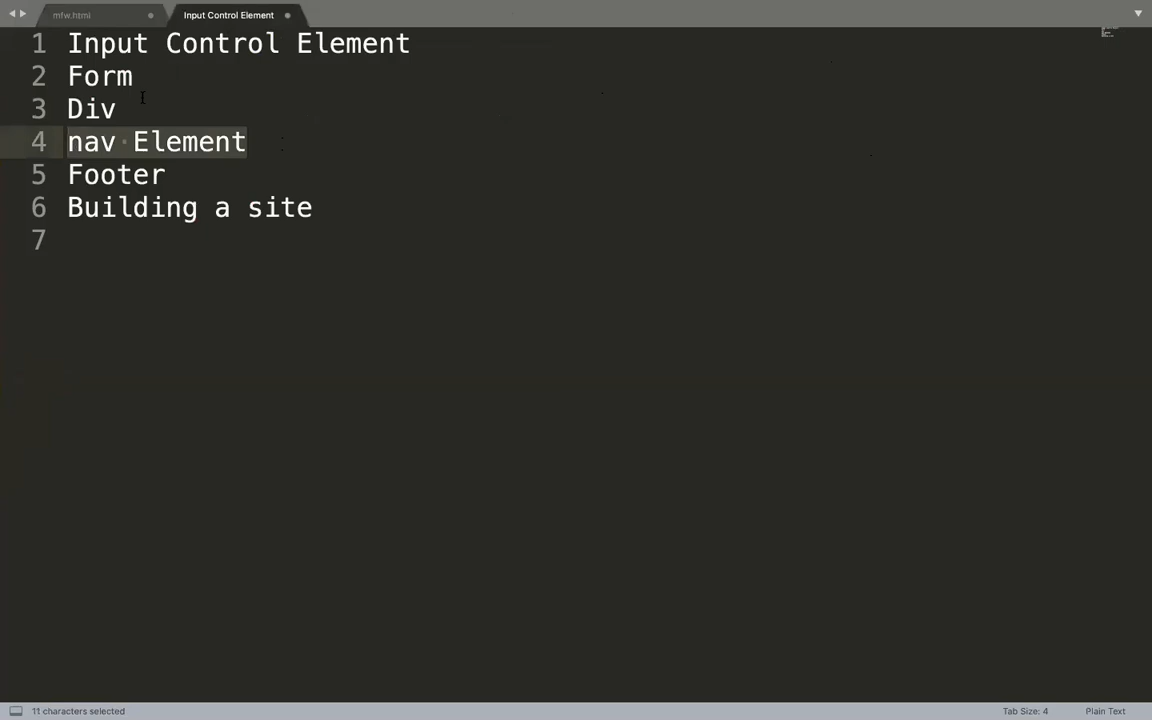 mfw.html
Input Control Element
1 Input Control Element
2 Form
3 Div
4 nav Element
5 Footer
6 Building a site
7
11 characters selected
Tab Size: 4
Plain Text